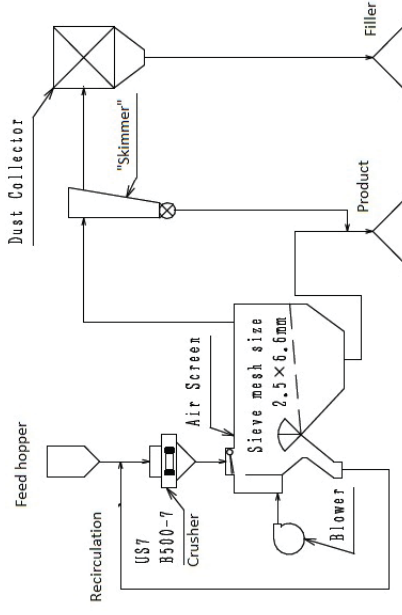 Feed hopper
Recirculation
US7
B500-7
Crusher
Air Screen
Sieve mesh size
2.5×6.6mm
Blower
Dust Collector
"Skimmer"
Product
Filler